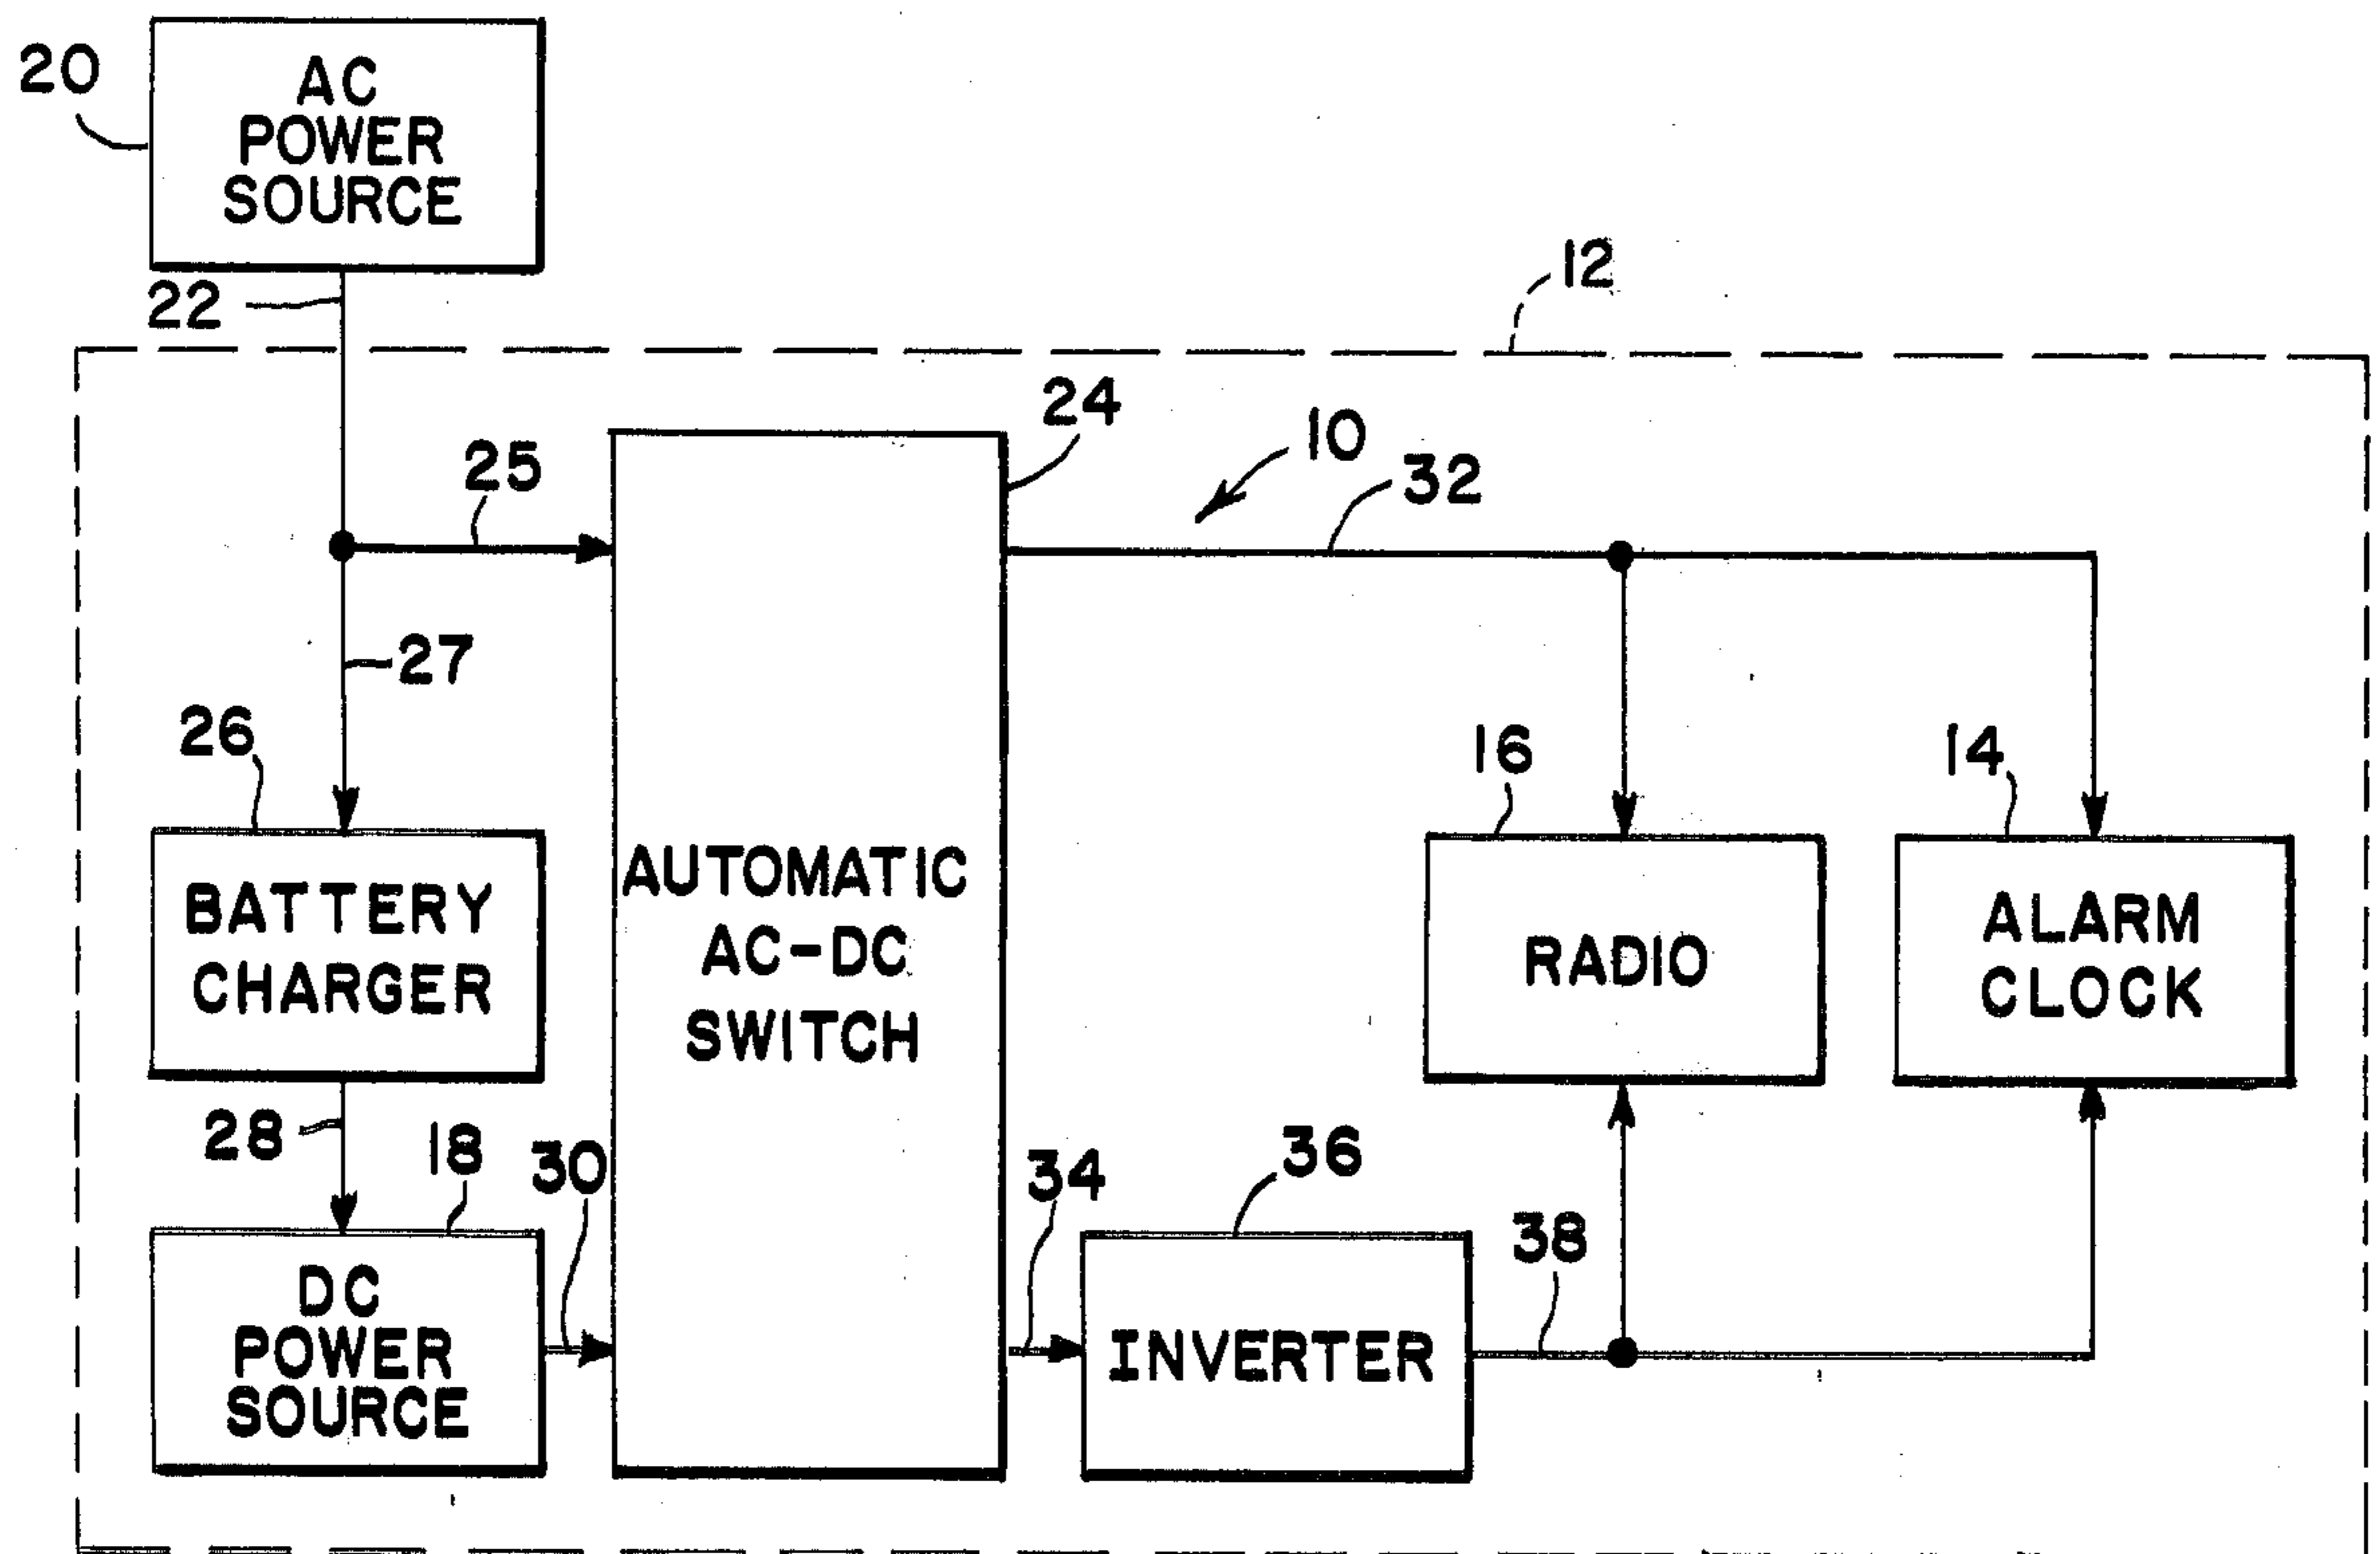 20
AC
POWER
SOURCE
22
12
24
10
32
25
27
26
16
14
BATTERY
CHARGER
AUTOMATIC
AC-DC
SWITCH
RADIO
ALARM
CLOCK
28
18
30
34
36
38
DC
POWER
SOURCE
INVERTER